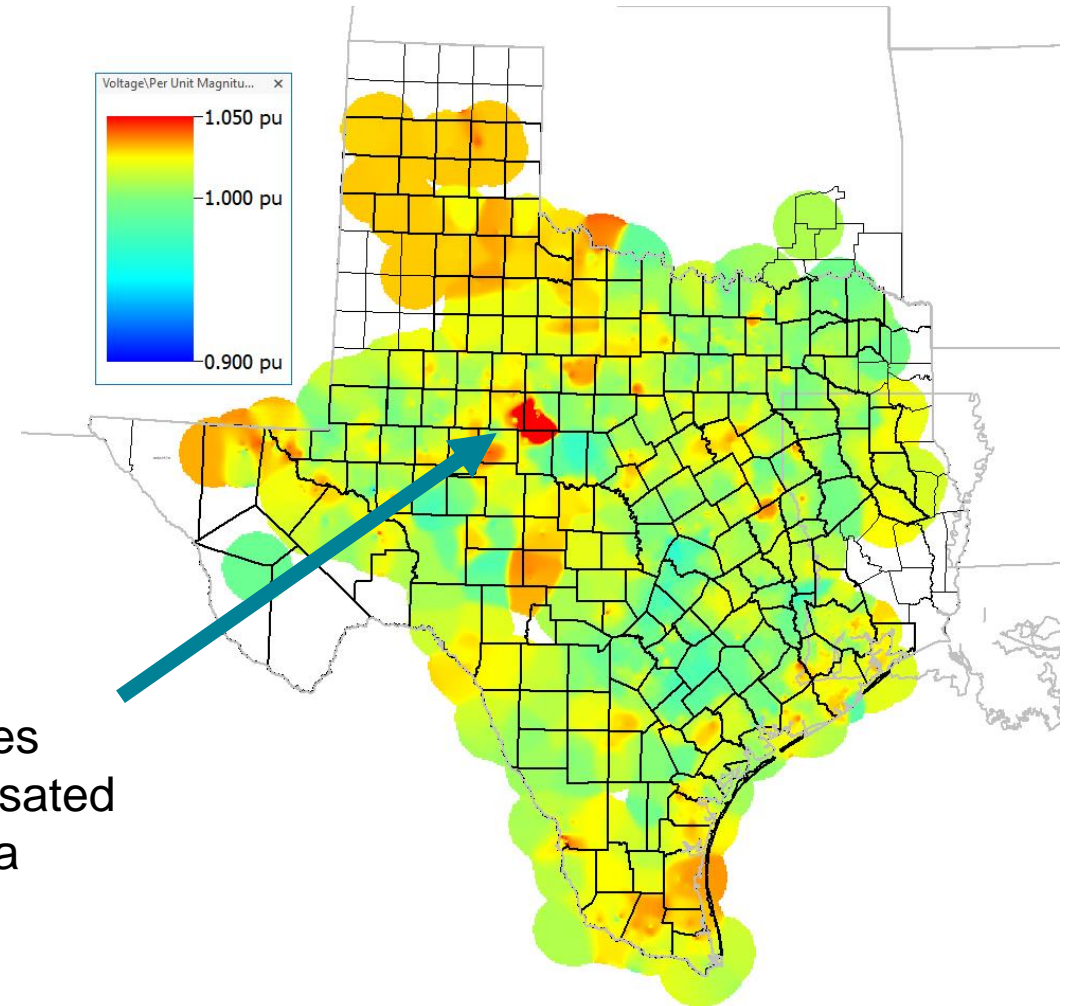 Voltage\Per Unit Magnitu... ×
1.050 pu
1.000 pu
0.900 pu
es
sated
a